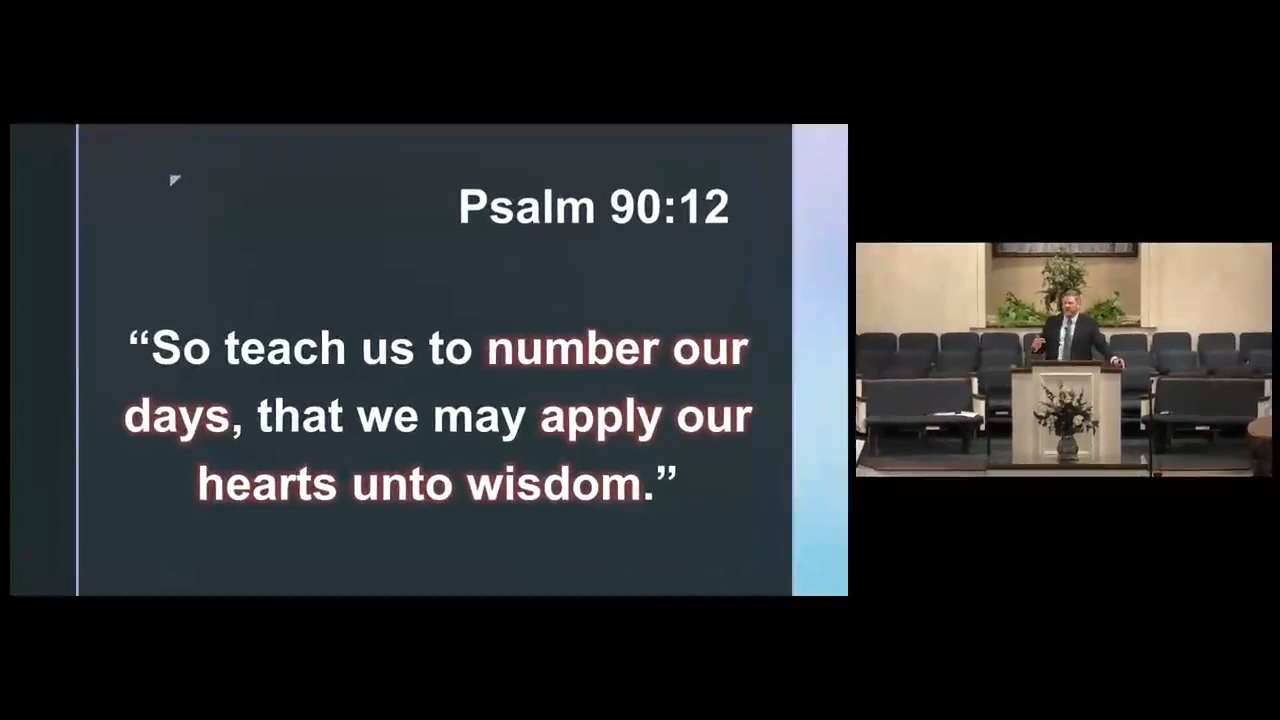 Psalm 90:12
“So teach us to number our
days, that we may apply our
hearts unto wisdom.”